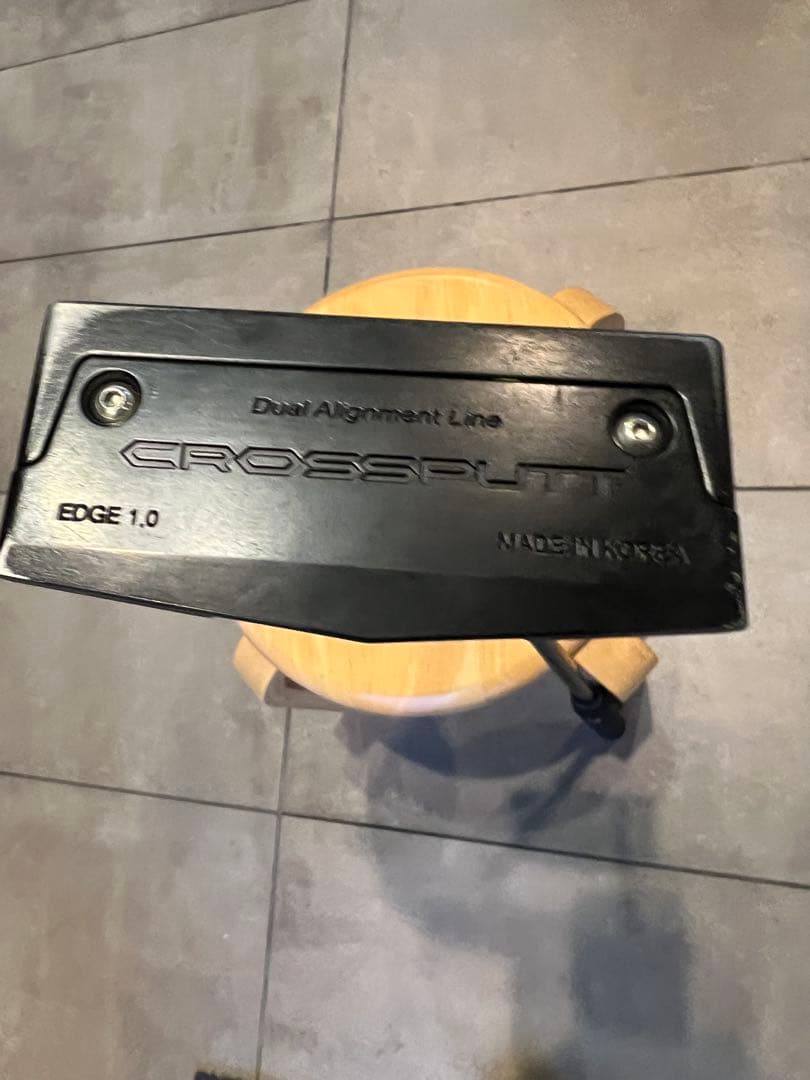 Dual Alignment Line
CROSSPUTT
EDGE 1.0
MADE IN KOREA